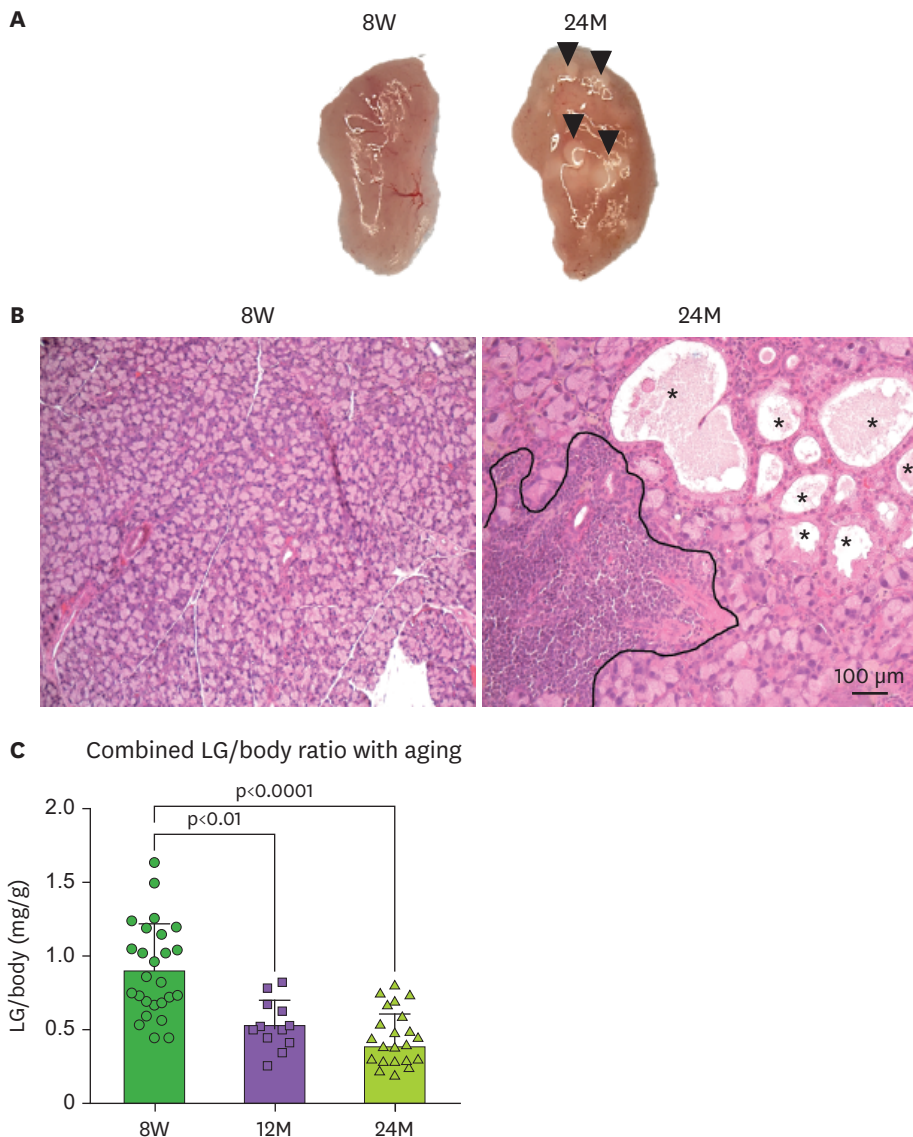 A
8W 24M
B
8W 24M
* * * * * * *
100 µm
C Combined LG/body ratio with aging
p<0.0001
p<0.01
LG/body (mg/g)
2.0
1.5
1.0
0.5
0
8W 12M 24M